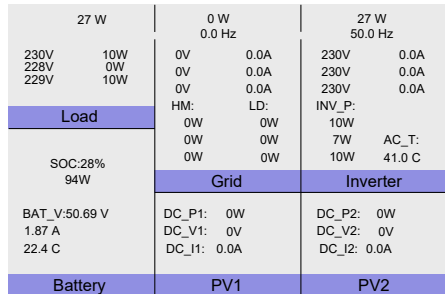 27 W
230V 10W
228V 0W
229V 10W
Load
0 W
0.0 Hz
0V 0.0A
0V 0.0A
0V 0.0A
HM: LD:
0W 0W
0W 0W
0W 0W
Grid
27 W
50.0 Hz
230V 0.0A
230V 0.0A
230V 0.0A
INV_P:
10W
7W AC_T:
10W 41.0 C
Inverter
SOC:28%
94W
BAT_V:50.69 V
1.87 A
22.4 C
Battery
DC_P1: 0W
DC_V1: 0V
DC_I1: 0.0A
PV1
DC_P2: 0W
DC_V2: 0V
DC_I2: 0.0A
PV2